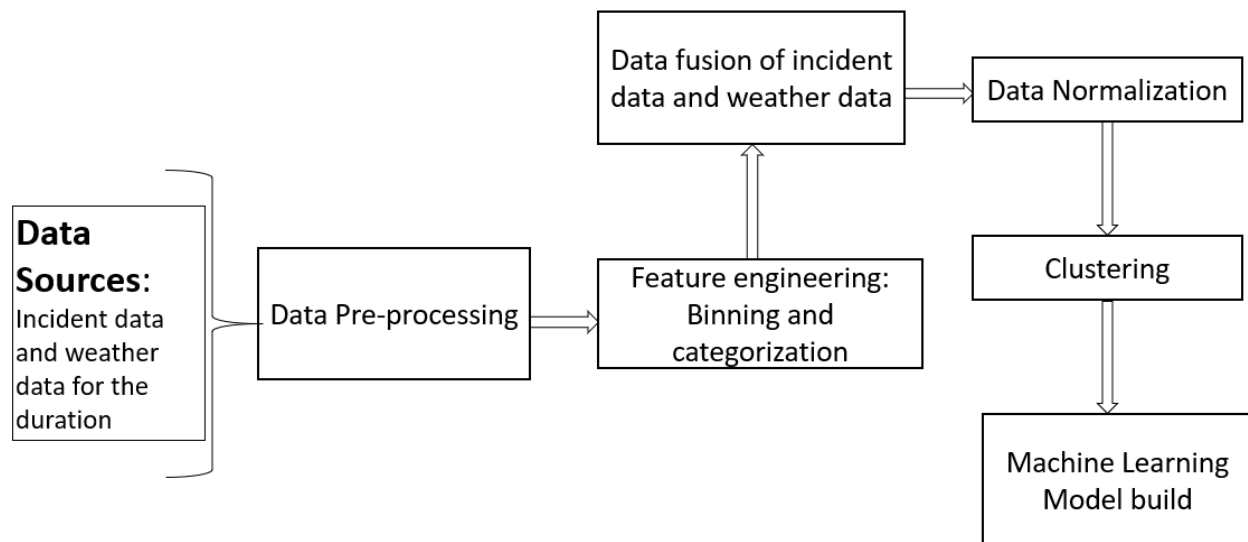 Data
Sources:
Incident data
and weather
data for the
duration
Data Pre-processing
Feature engineering:
Binning and
categorization
Data fusion of incident
data and weather data
Data Normalization
Clustering
Machine Learning
Model build